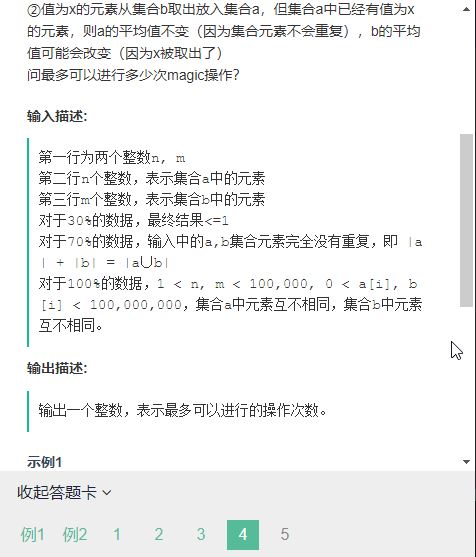 ②值为x的元素从集合b取出放入集合a，但集合a中已经有值为x
的元素，则a的平均值不变（因为集合元素不会重复），b的平均
值可能会改变（因为x被取出了）
问最多可以进行多少次magic操作？
输入描述:
第一行为两个整数n, m
第二行n个整数，表示集合a中的元素
第三行m个整数，表示集合b中的元素
对于30%的数据，最终结果<=1
对于70%的数据，输入中的a,b集合元素完全没有重复，即 |a
| + |b| = |a∪b|
对于100%的数据，1 < n, m < 100,000, 0 < a[i], b
[i] < 100,000,000，集合a中元素互不相同，集合b中元素
互不相同。
输出描述:
输出一个整数，表示最多可以进行的操作次数。
示例1
收起答题卡
例1 例2 1 2 3 4 5